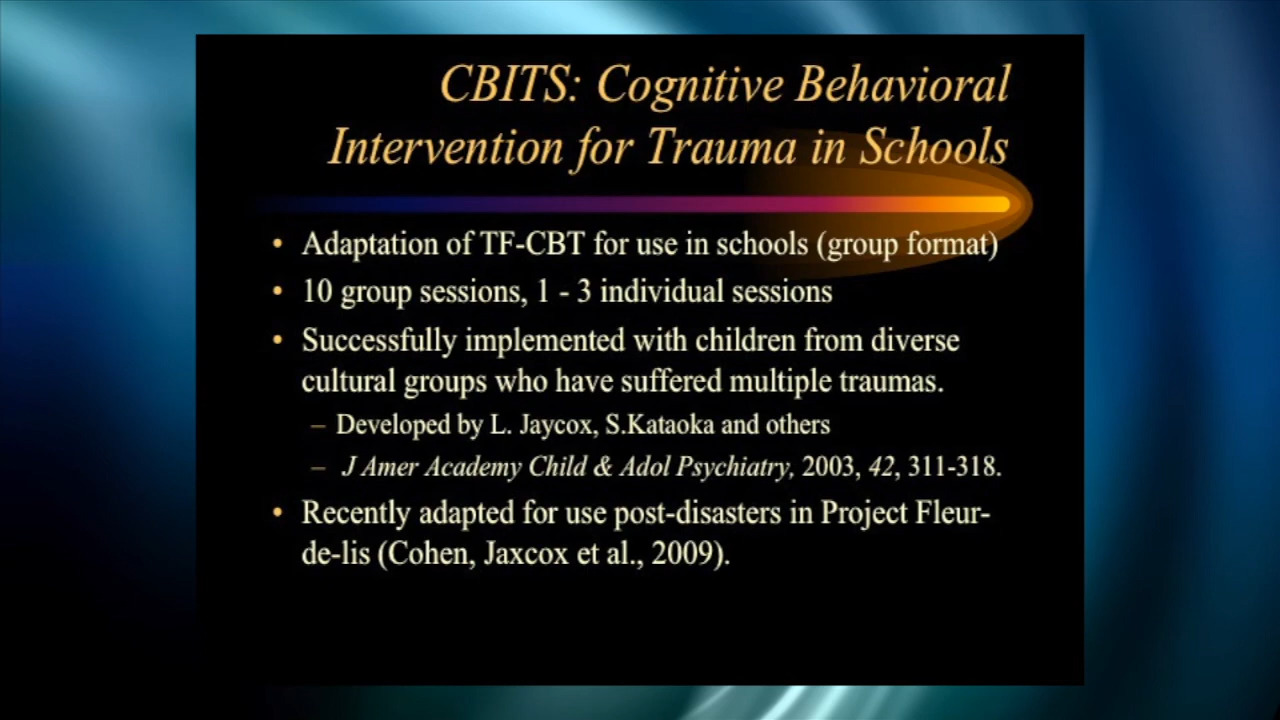 CBITS: Cognitive Behavioral
Intervention for Trauma in Schools
• Adaptation of TF-CBT for use in schools (group format)
• 10 group sessions, 1 - 3 individual sessions
• Successfully implemented with children from diverse
cultural groups who have suffered multiple traumas.
– Developed by L. Jaycox, S.Kataoka and others
– J Amer Academy Child & Adol Psychiatry, 2003, 42, 311-318.
• Recently adapted for use post-disasters in Project Fleur-
de-lis (Cohen, Jaxcox et al., 2009).